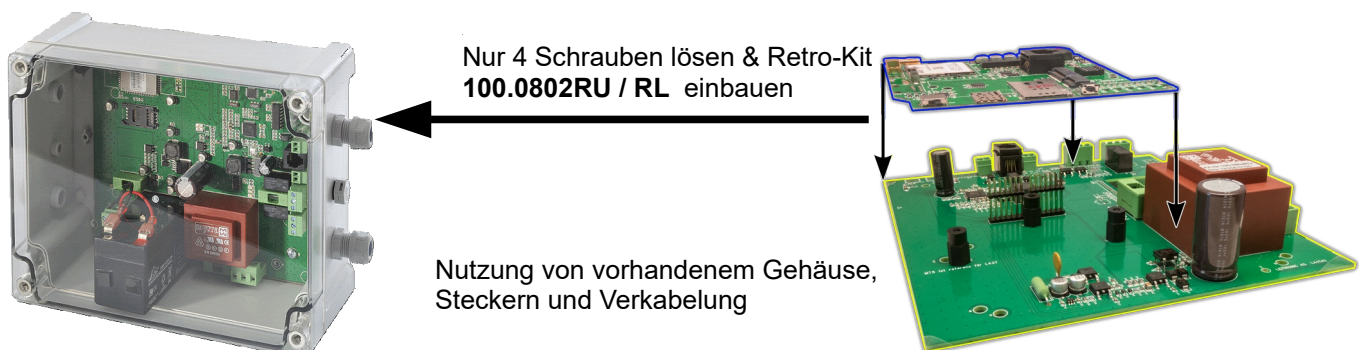 Nur 4 Schrauben lösen & Retro-Kit
100.0802RU / RL einbauen
Nutzung von vorhandenem Gehäuse,
Steckern und Verkabelung